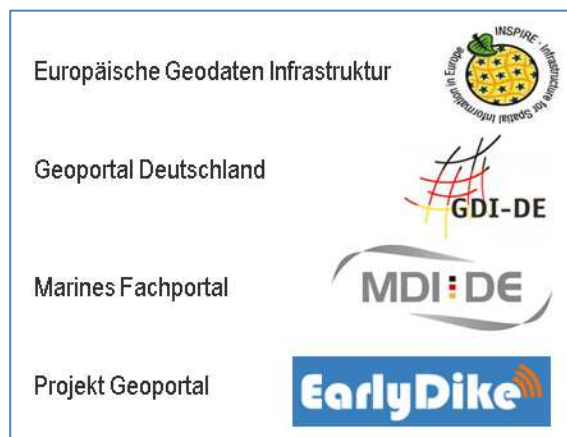 Europäische Geodaten Infrastruktur
INSPIRE · Infrastructure for Spatial Information in Europe
Geoportal Deutschland
GDI-DE
Marines Fachportal
MDI DE
Projekt Geoportal
EarlyDike